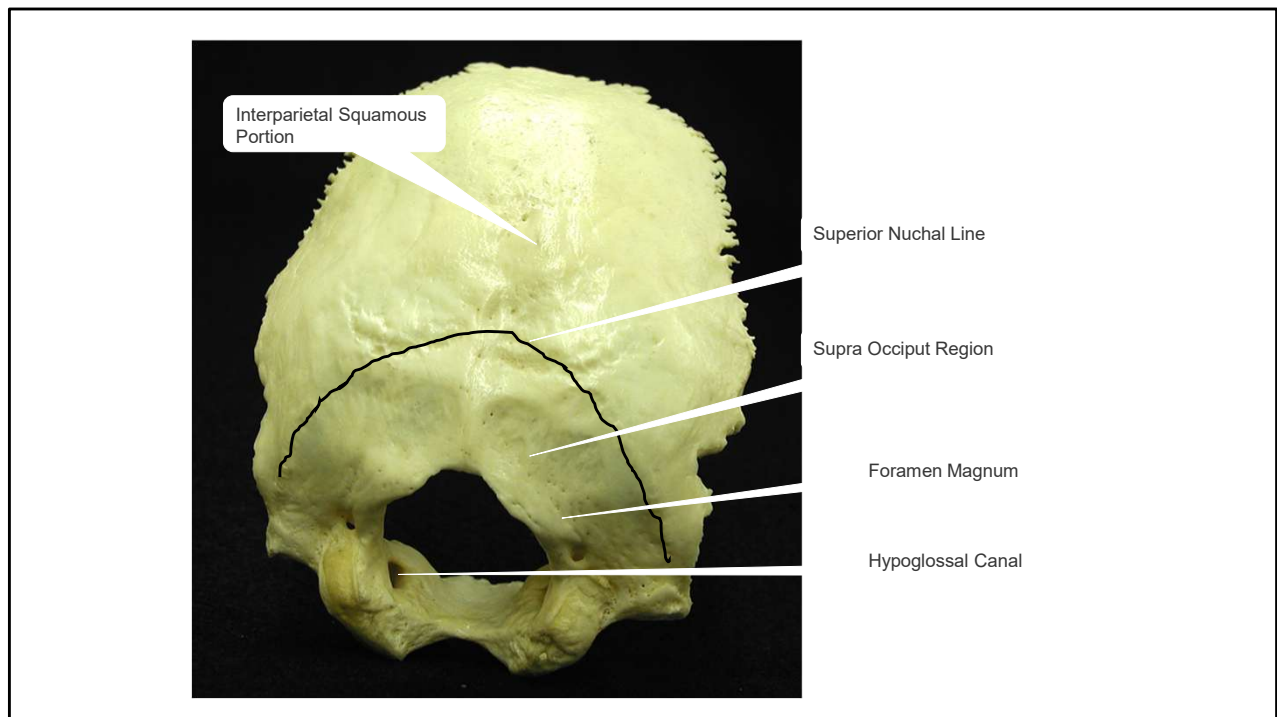 Interparietal Squamous
Portion
Superior Nuchal Line
Supra Occiput Region
Foramen Magnum
Hypoglossal Canal